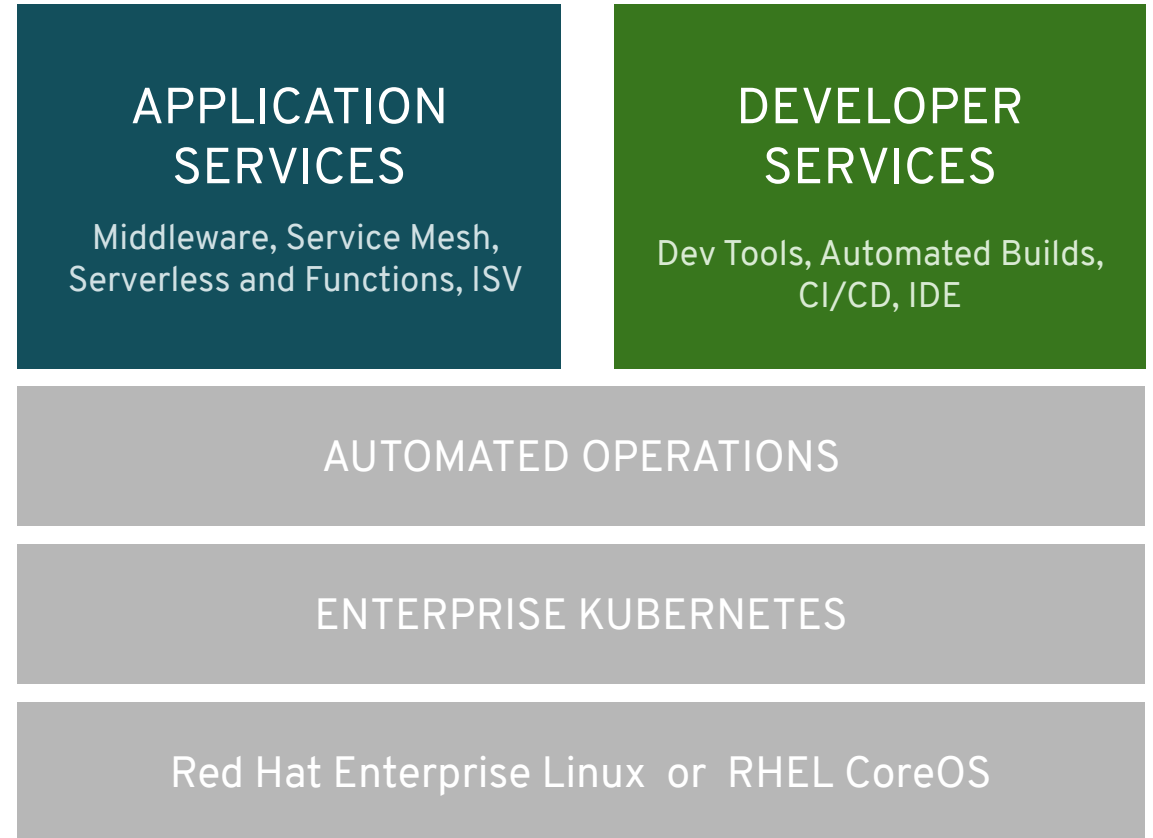 APPLICATION
SERVICES
Middleware, Service Mesh,
Serverless and Functions, ISV
DEVELOPER
SERVICES
Dev Tools, Automated Builds,
CI/CD, IDE
AUTOMATED OPERATIONS
ENTERPRISE KUBERNETES
Red Hat Enterprise Linux or RHEL CoreOS